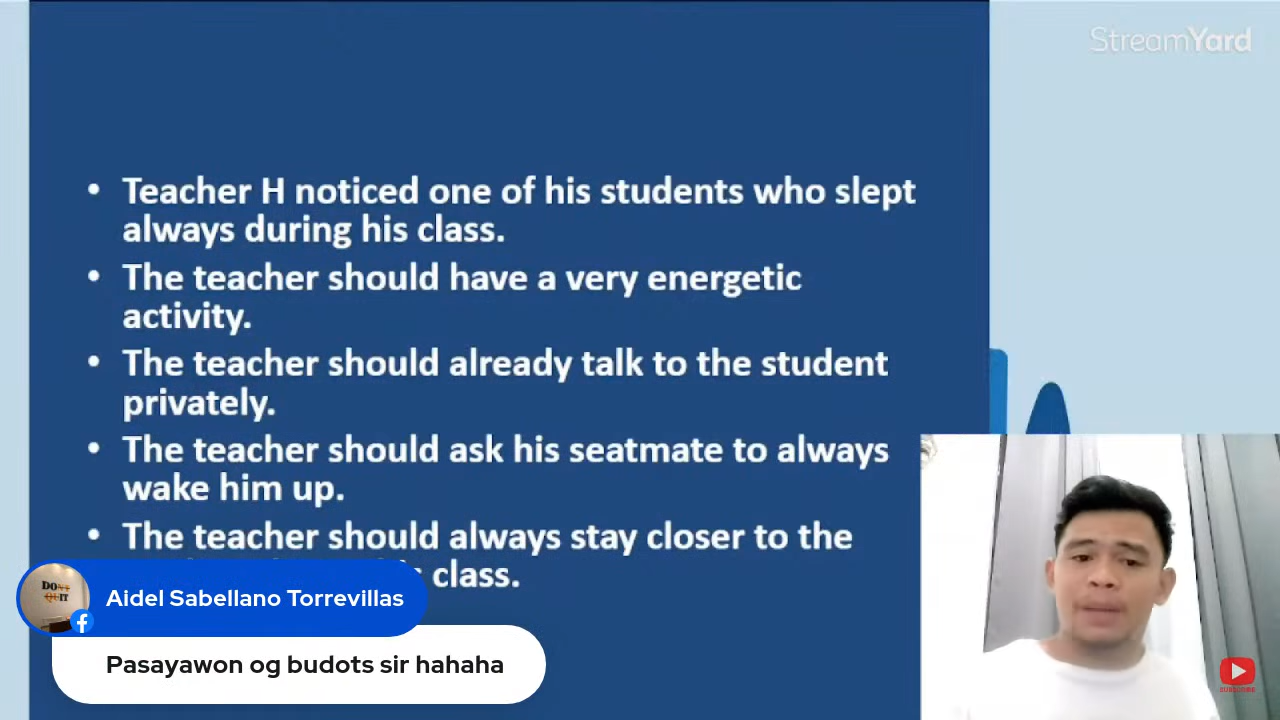 StreamYard
• Teacher H noticed one of his students who slept
always during his class.
• The teacher should have a very energetic
activity.
• The teacher should already talk to the student
privately.
• The teacher should ask his seatmate to always
wake him up.
• The teacher should always stay closer to the
class.
DON'T
QUIT
Aidel Sabellano Torrevillas
Pasayawon og budots sir hahaha
SUBSCRIBE